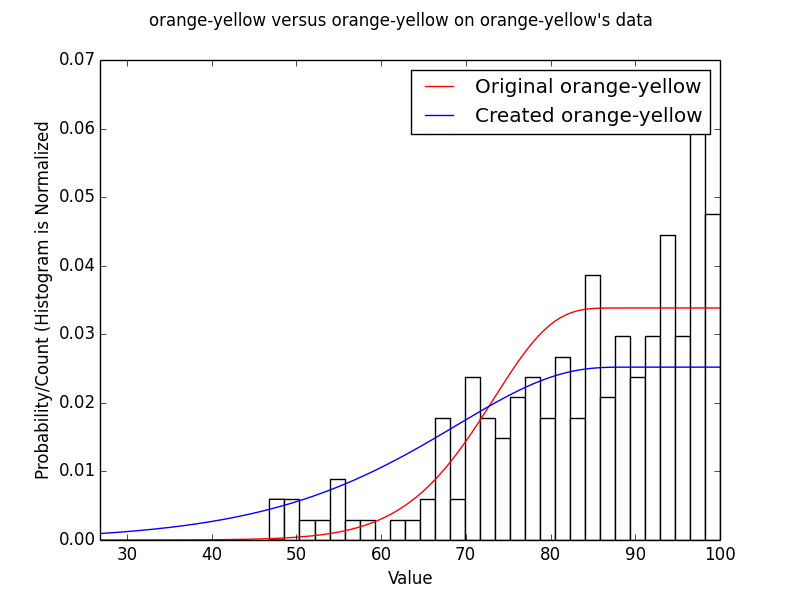 orange-yellow versus orange-yellow on orange-yellow's data
Original orange-yellow
Created orange-yellow
Probability/Count (Histogram is Normalized
0.07
0.06
0.05
0.04
0.03
0.02
0.01
0.00
30 40 50 60 70 80 90 100
Value